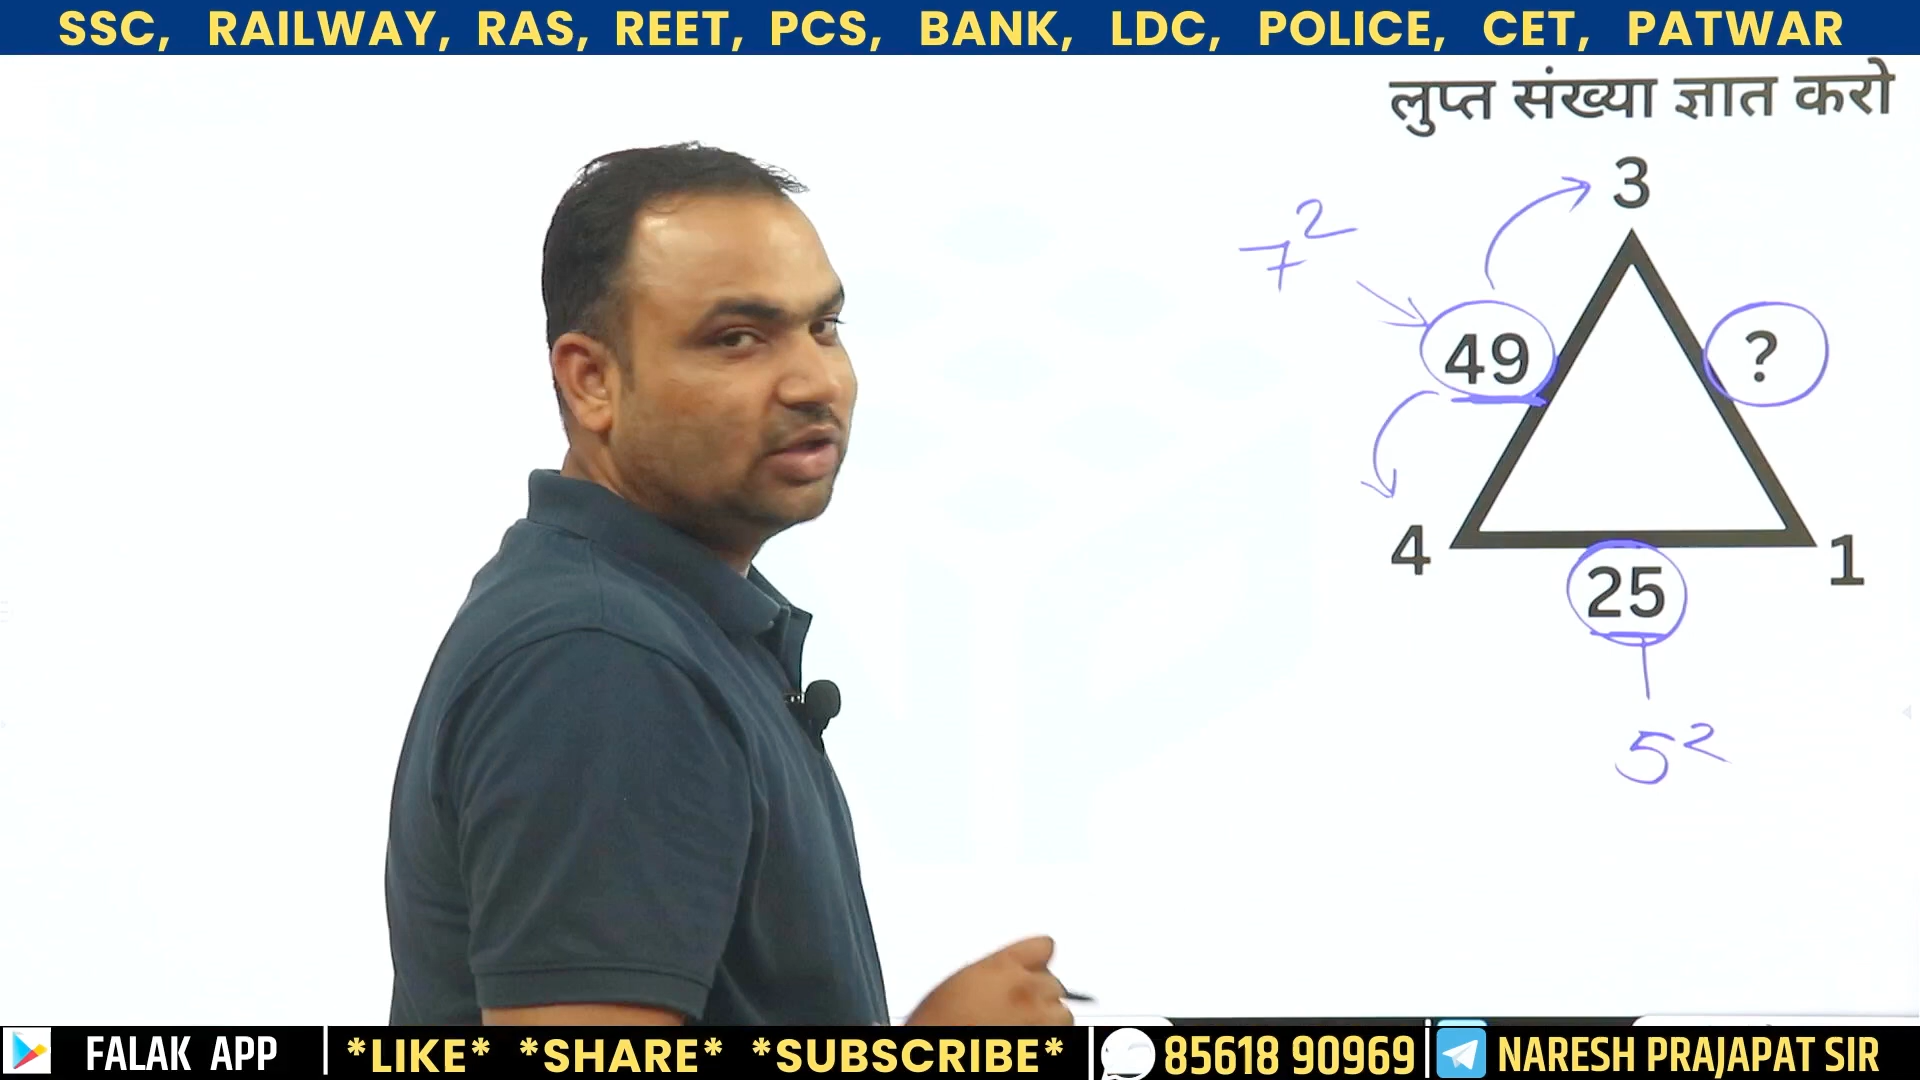 SSC, RAILWAY, RAS, REET, PCS, BANK, LDC, POLICE, CET, PATWAR
लुप्त संख्या ज्ञात करो
3
7²
49
?
4
1
25
5²
FALAK APP
*LIKE* *SHARE* *SUBSCRIBE*
85618 90969
NARESH PRAJAPAT SIR